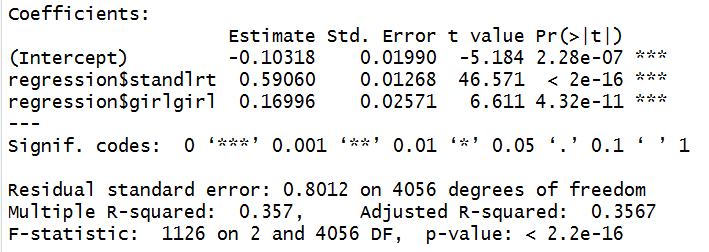 Coefficients:
                    Estimate Std. Error t value Pr(>|t|)
(Intercept)         -0.10318    0.01990  -5.184 2.28e-07 ***
regression$standlrt  0.59060    0.01268  46.571  < 2e-16 ***
regression$girlgirl  0.16996    0.02571   6.611 4.32e-11 ***
---
Signif. codes:  0 ‘***’ 0.001 ‘**’ 0.01 ‘*’ 0.05 ‘.’ 0.1 ‘ ’ 1
Residual standard error: 0.8012 on 4056 degrees of freedom
Multiple R-squared:  0.357,	Adjusted R-squared:  0.3567
F-statistic:  1126 on 2 and 4056 DF,  p-value: < 2.2e-16